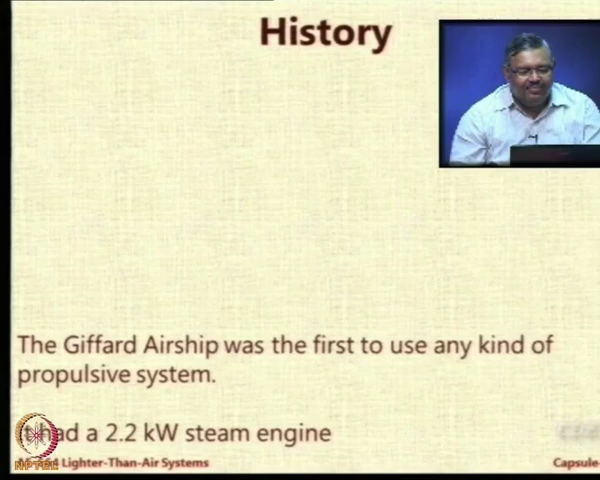 History
The Giffard Airship was the first to use any kind of
propulsive system.
had a 2.2 kW steam engine
Lighter-Than-Air Systems
Capsule-
NPTEL